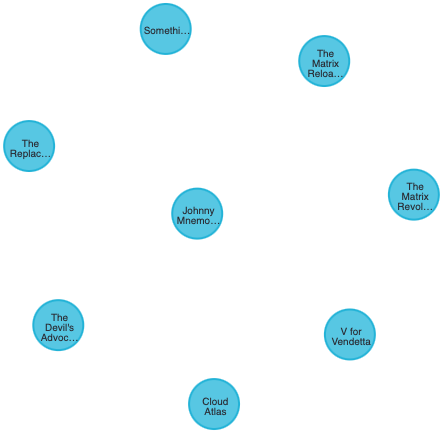 Somethi...
The
Matrix
Reloa...
The
Replac...
The
Matrix
Revol...
Johnny
Mnemo...
The
Devil's
Advoc...
V for
Vendetta
Cloud
Atlas